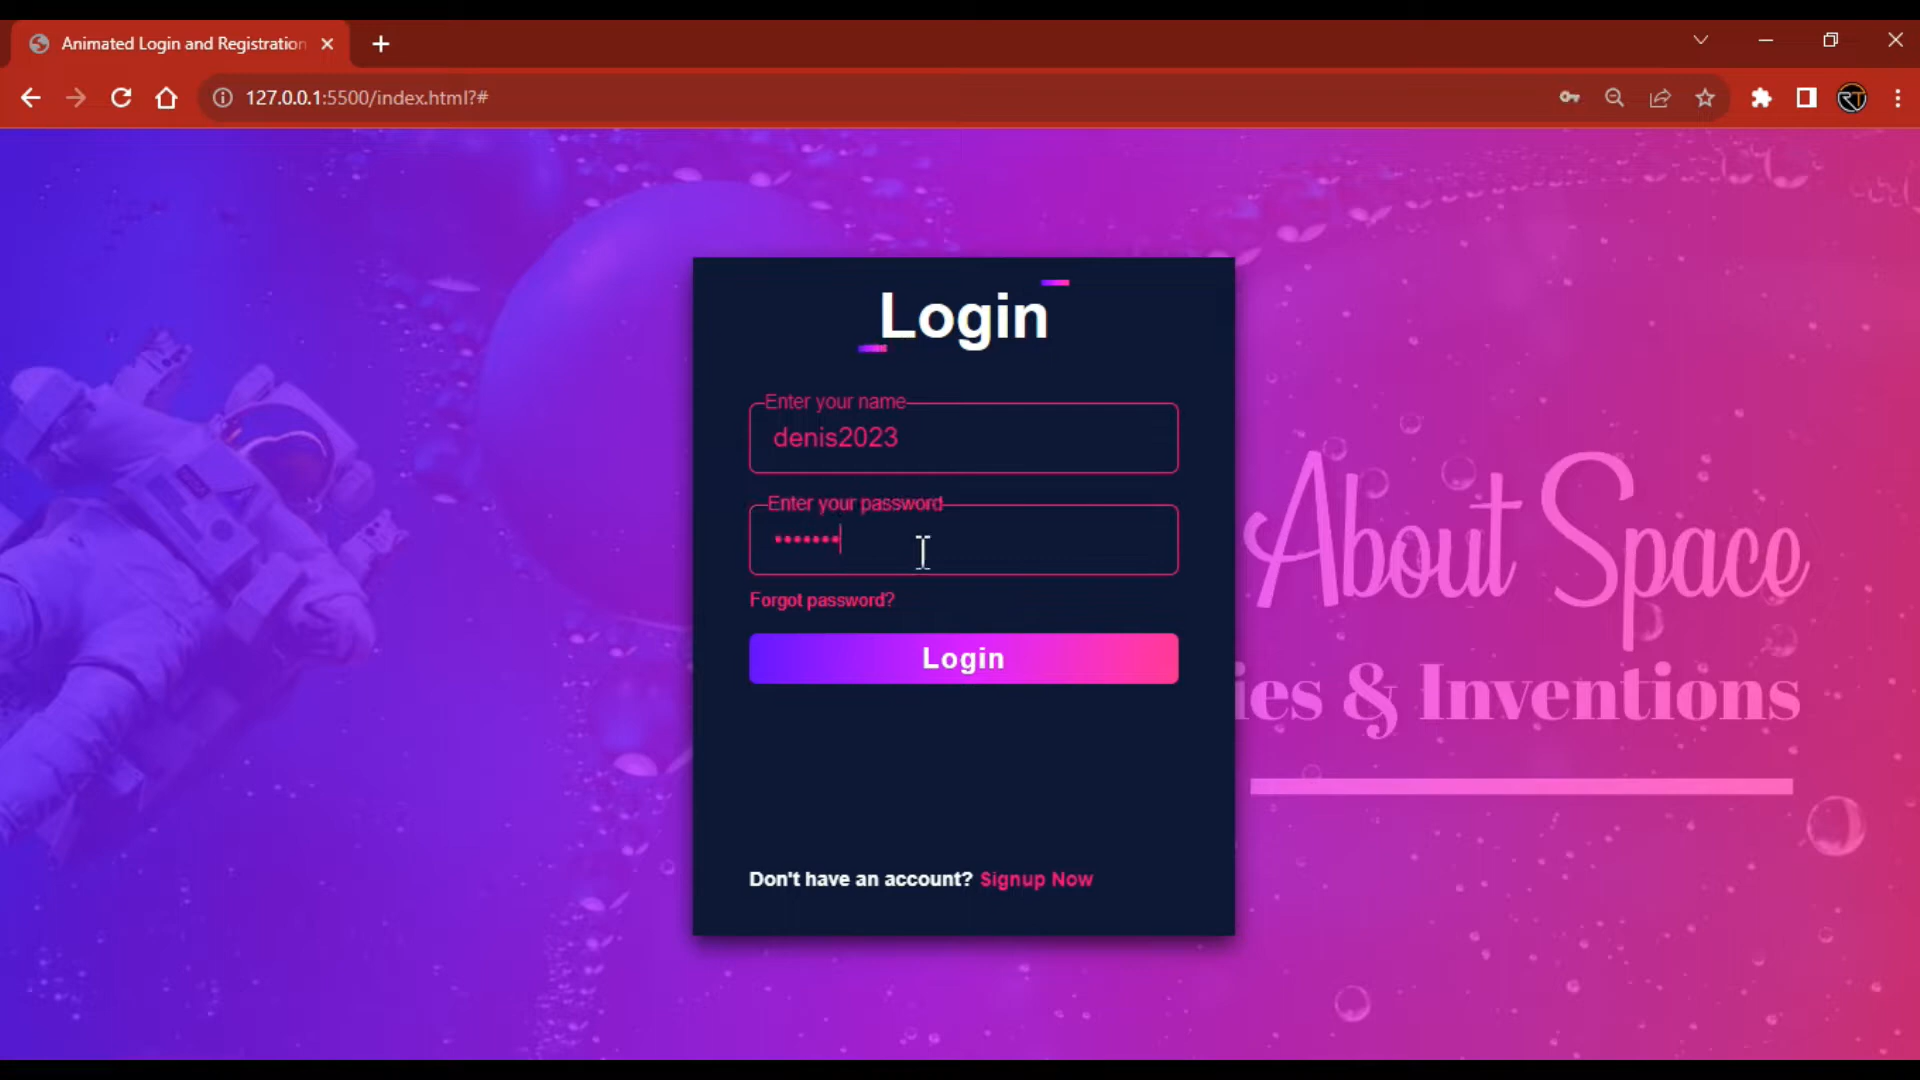 Animated Login and Registration
127.0.0.1:5500/index.html?#
RT
Login
Enter your name
denis2023
Enter your password
•••••••
Forgot password?
Login
Don't have an account? Signup Now
About Space
ies & Inventions